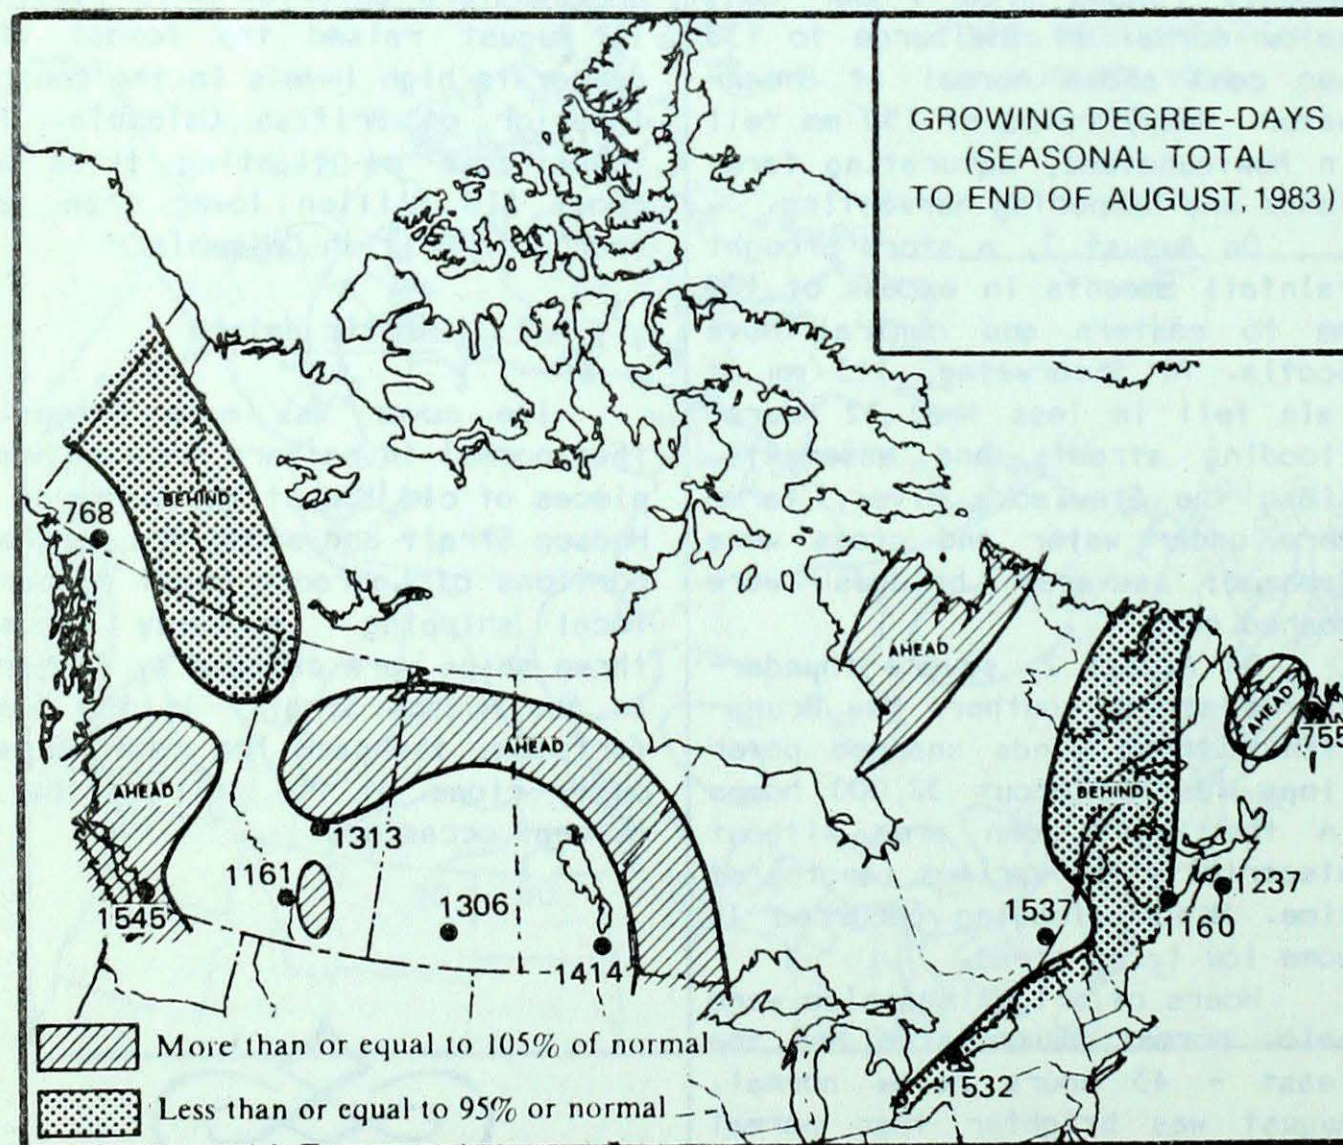 GROWING DEGREE-DAYS
(SEASONAL TOTAL
TO END OF AUGUST, 1983)
BEHIND
768
AHEAD
AHEAD
755
AHEAD
AHEAD
BEHIND
1313
1161
1545
1306
1414
1537
1237
1160
1532
More than or equal to 105% of normal
Less than or equal to 95% or normal